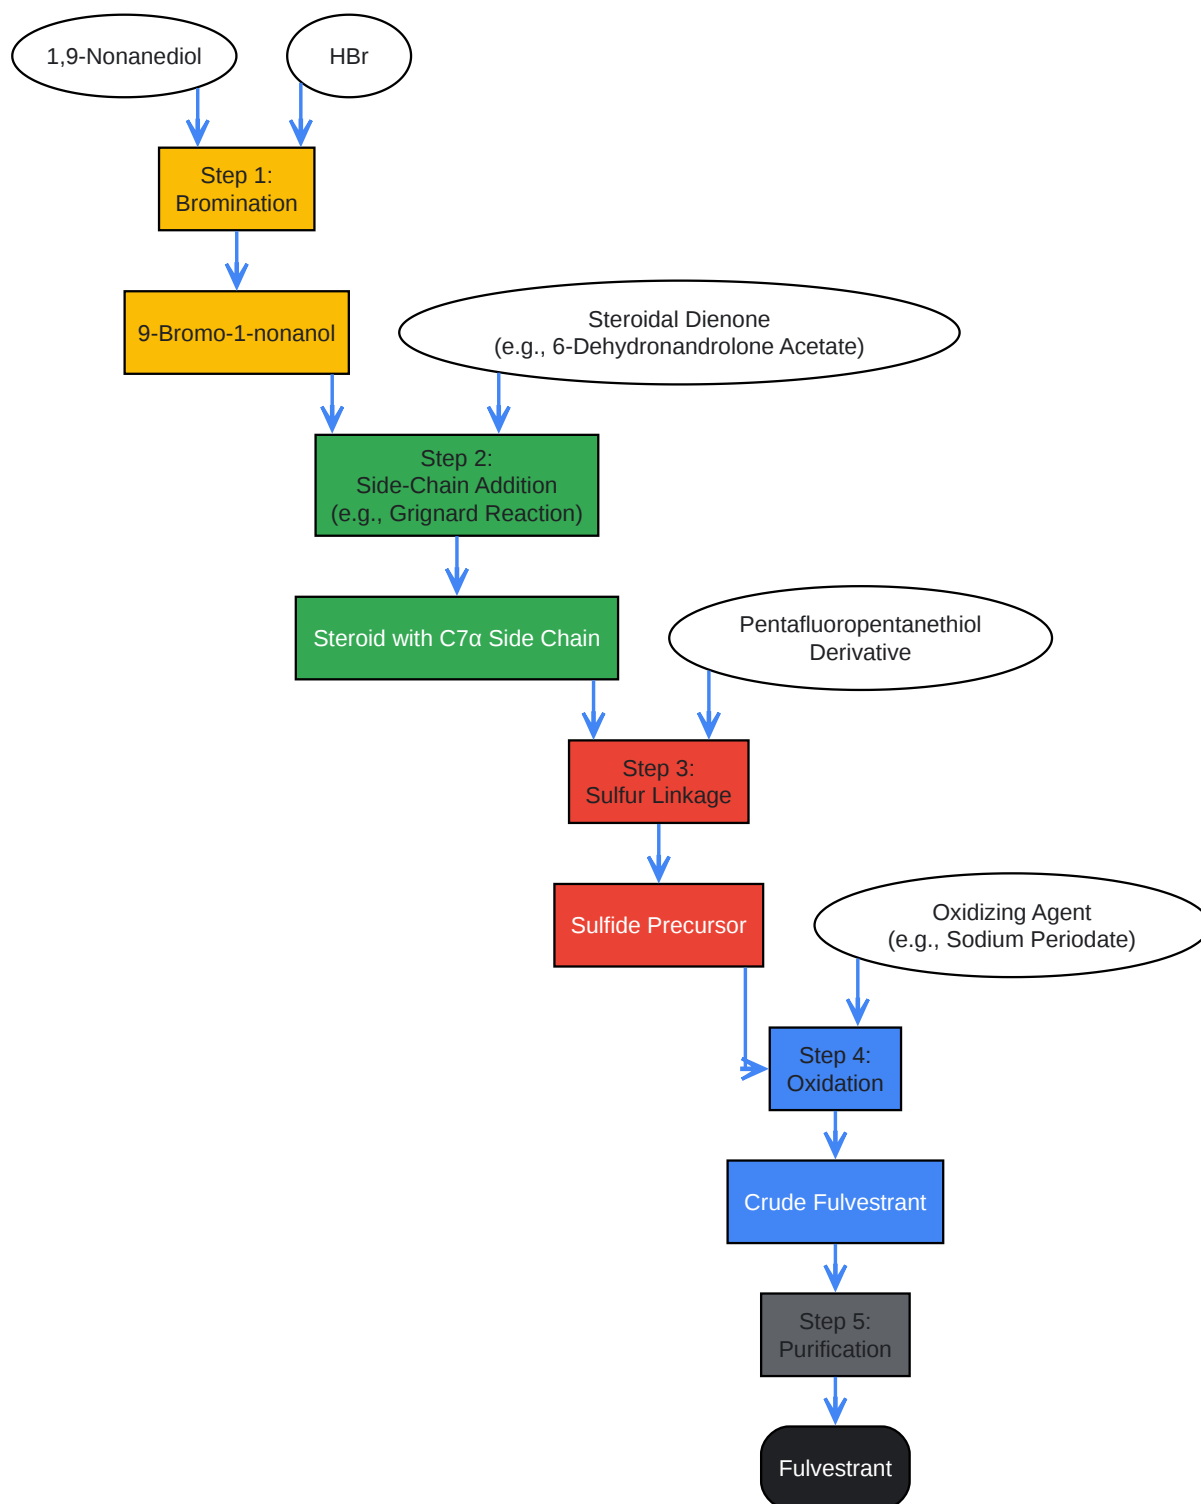 1,9-Nonanediol
HBr
Step 1:
Bromination
9-Bromo-1-nonanol
Steroidal Dienone
(e.g., 6-Dehydronandrolone Acetate)
Step 2:
Side-Chain Addition
(e.g., Grignard Reaction)
Steroid with C7α Side Chain
Pentafluoropentanethiol
Derivative
Step 3:
Sulfur Linkage
Sulfide Precursor
Oxidizing Agent
(e.g., Sodium Periodate)
Step 4:
Oxidation
Crude Fulvestrant
Step 5:
Purification
Fulvestrant